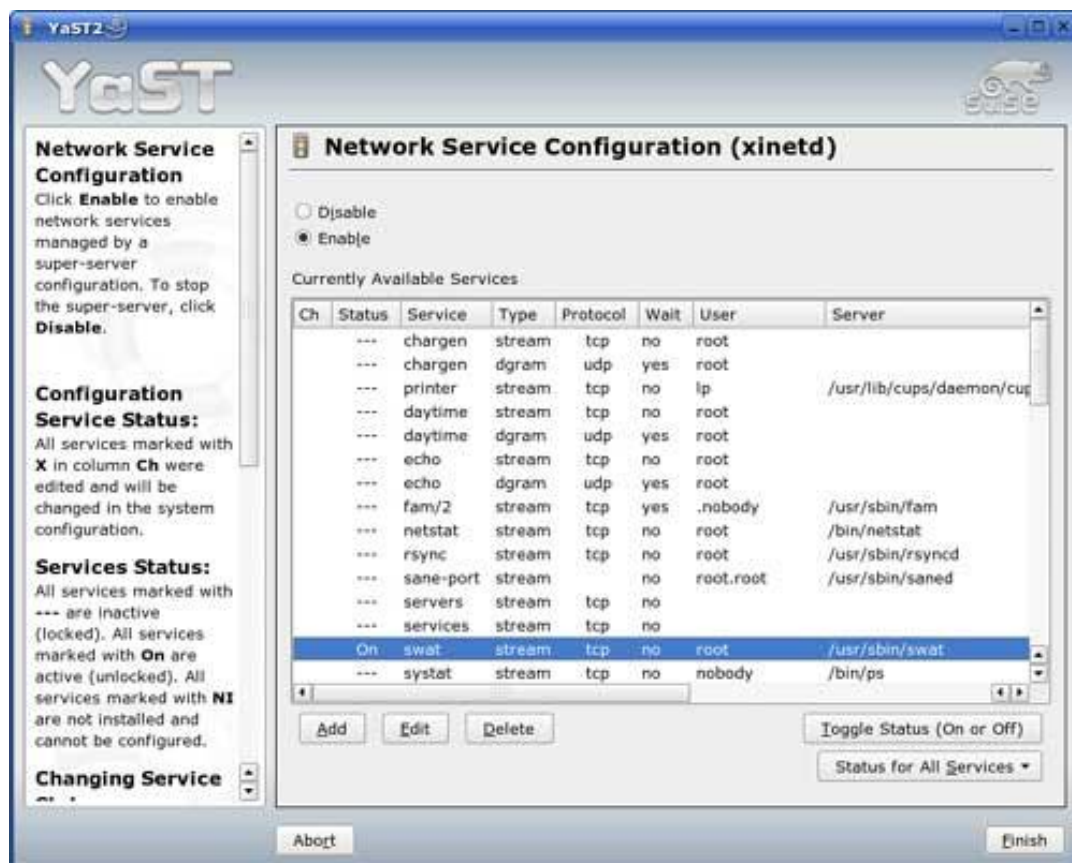 YaST2
YaST
suse
Network Service
Configuration
Click Enable to enable
network services
managed by a
super-server
configuration. To stop
the super-server, click
Disable.
Configuration
Service Status:
All services marked with
X in column Ch were
edited and will be
changed in the system
configuration.
Services Status:
All services marked with
--- are inactive
(locked). All services
marked with On are
active (unlocked). All
services marked with NI
are not installed and
cannot be configured.
Changing Service
Network Service Configuration (xinetd)
Disable
Enable
Currently Available Services
Ch Status Service Type Protocol Wait User Server
--- chargen stream tcp no root
--- chargen dgram udp yes root
--- printer stream tcp no lp /usr/lib/cups/daemon/cup
--- daytime stream tcp no root
--- daytime dgram udp yes root
--- echo stream tcp no root
--- echo dgram udp yes root
--- fam/2 stream tcp yes .nobody /usr/sbin/fam
--- netstat stream tcp no root /bin/netstat
--- rsync stream tcp no root /usr/sbin/rsyncd
--- sane-port stream no root.root /usr/sbin/saned
--- servers stream tcp no
--- services stream tcp no
On swat stream tcp no root /usr/sbin/swat
--- systat stream tcp no nobody /bin/ps
Add Edit Delete Toggle Status (On or Off)
Status for All Services
Abort Finish